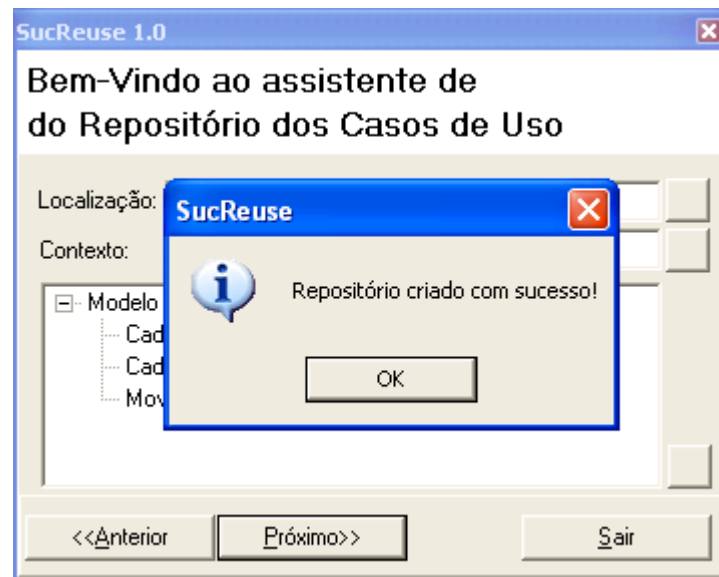 SucReuse 1.0
Bem-Vindo ao assistente de
do Repositório dos Casos de Uso
Localização:
Contexto:
Modelo
Cad
Cad
Mov
SucReuse
Repositório criado com sucesso!
OK
<<Anterior
Próximo>>
Sair